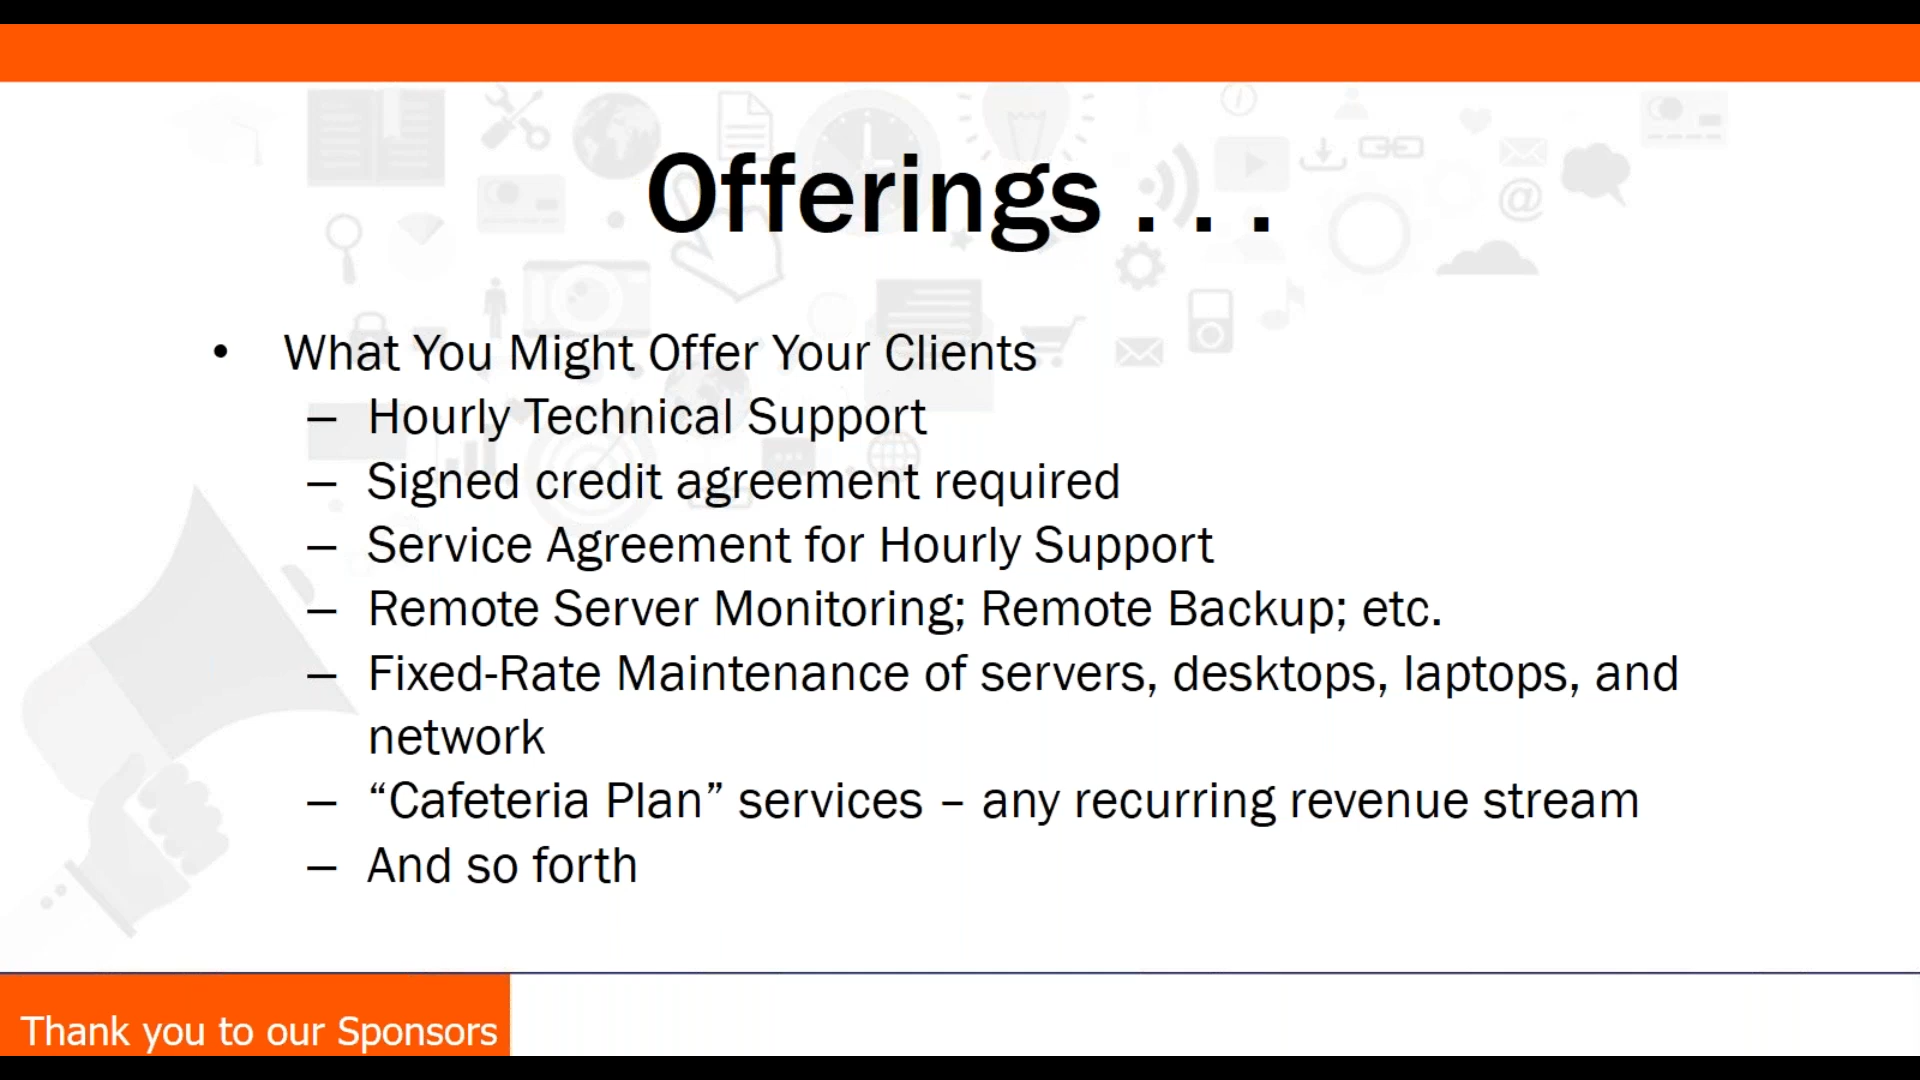 Offerings . . .
• What You Might Offer Your Clients
– Hourly Technical Support
– Signed credit agreement required
– Service Agreement for Hourly Support
– Remote Server Monitoring; Remote Backup; etc.
– Fixed-Rate Maintenance of servers, desktops, laptops, and
network
– “Cafeteria Plan” services – any recurring revenue stream
– And so forth
Thank you to our Sponsors